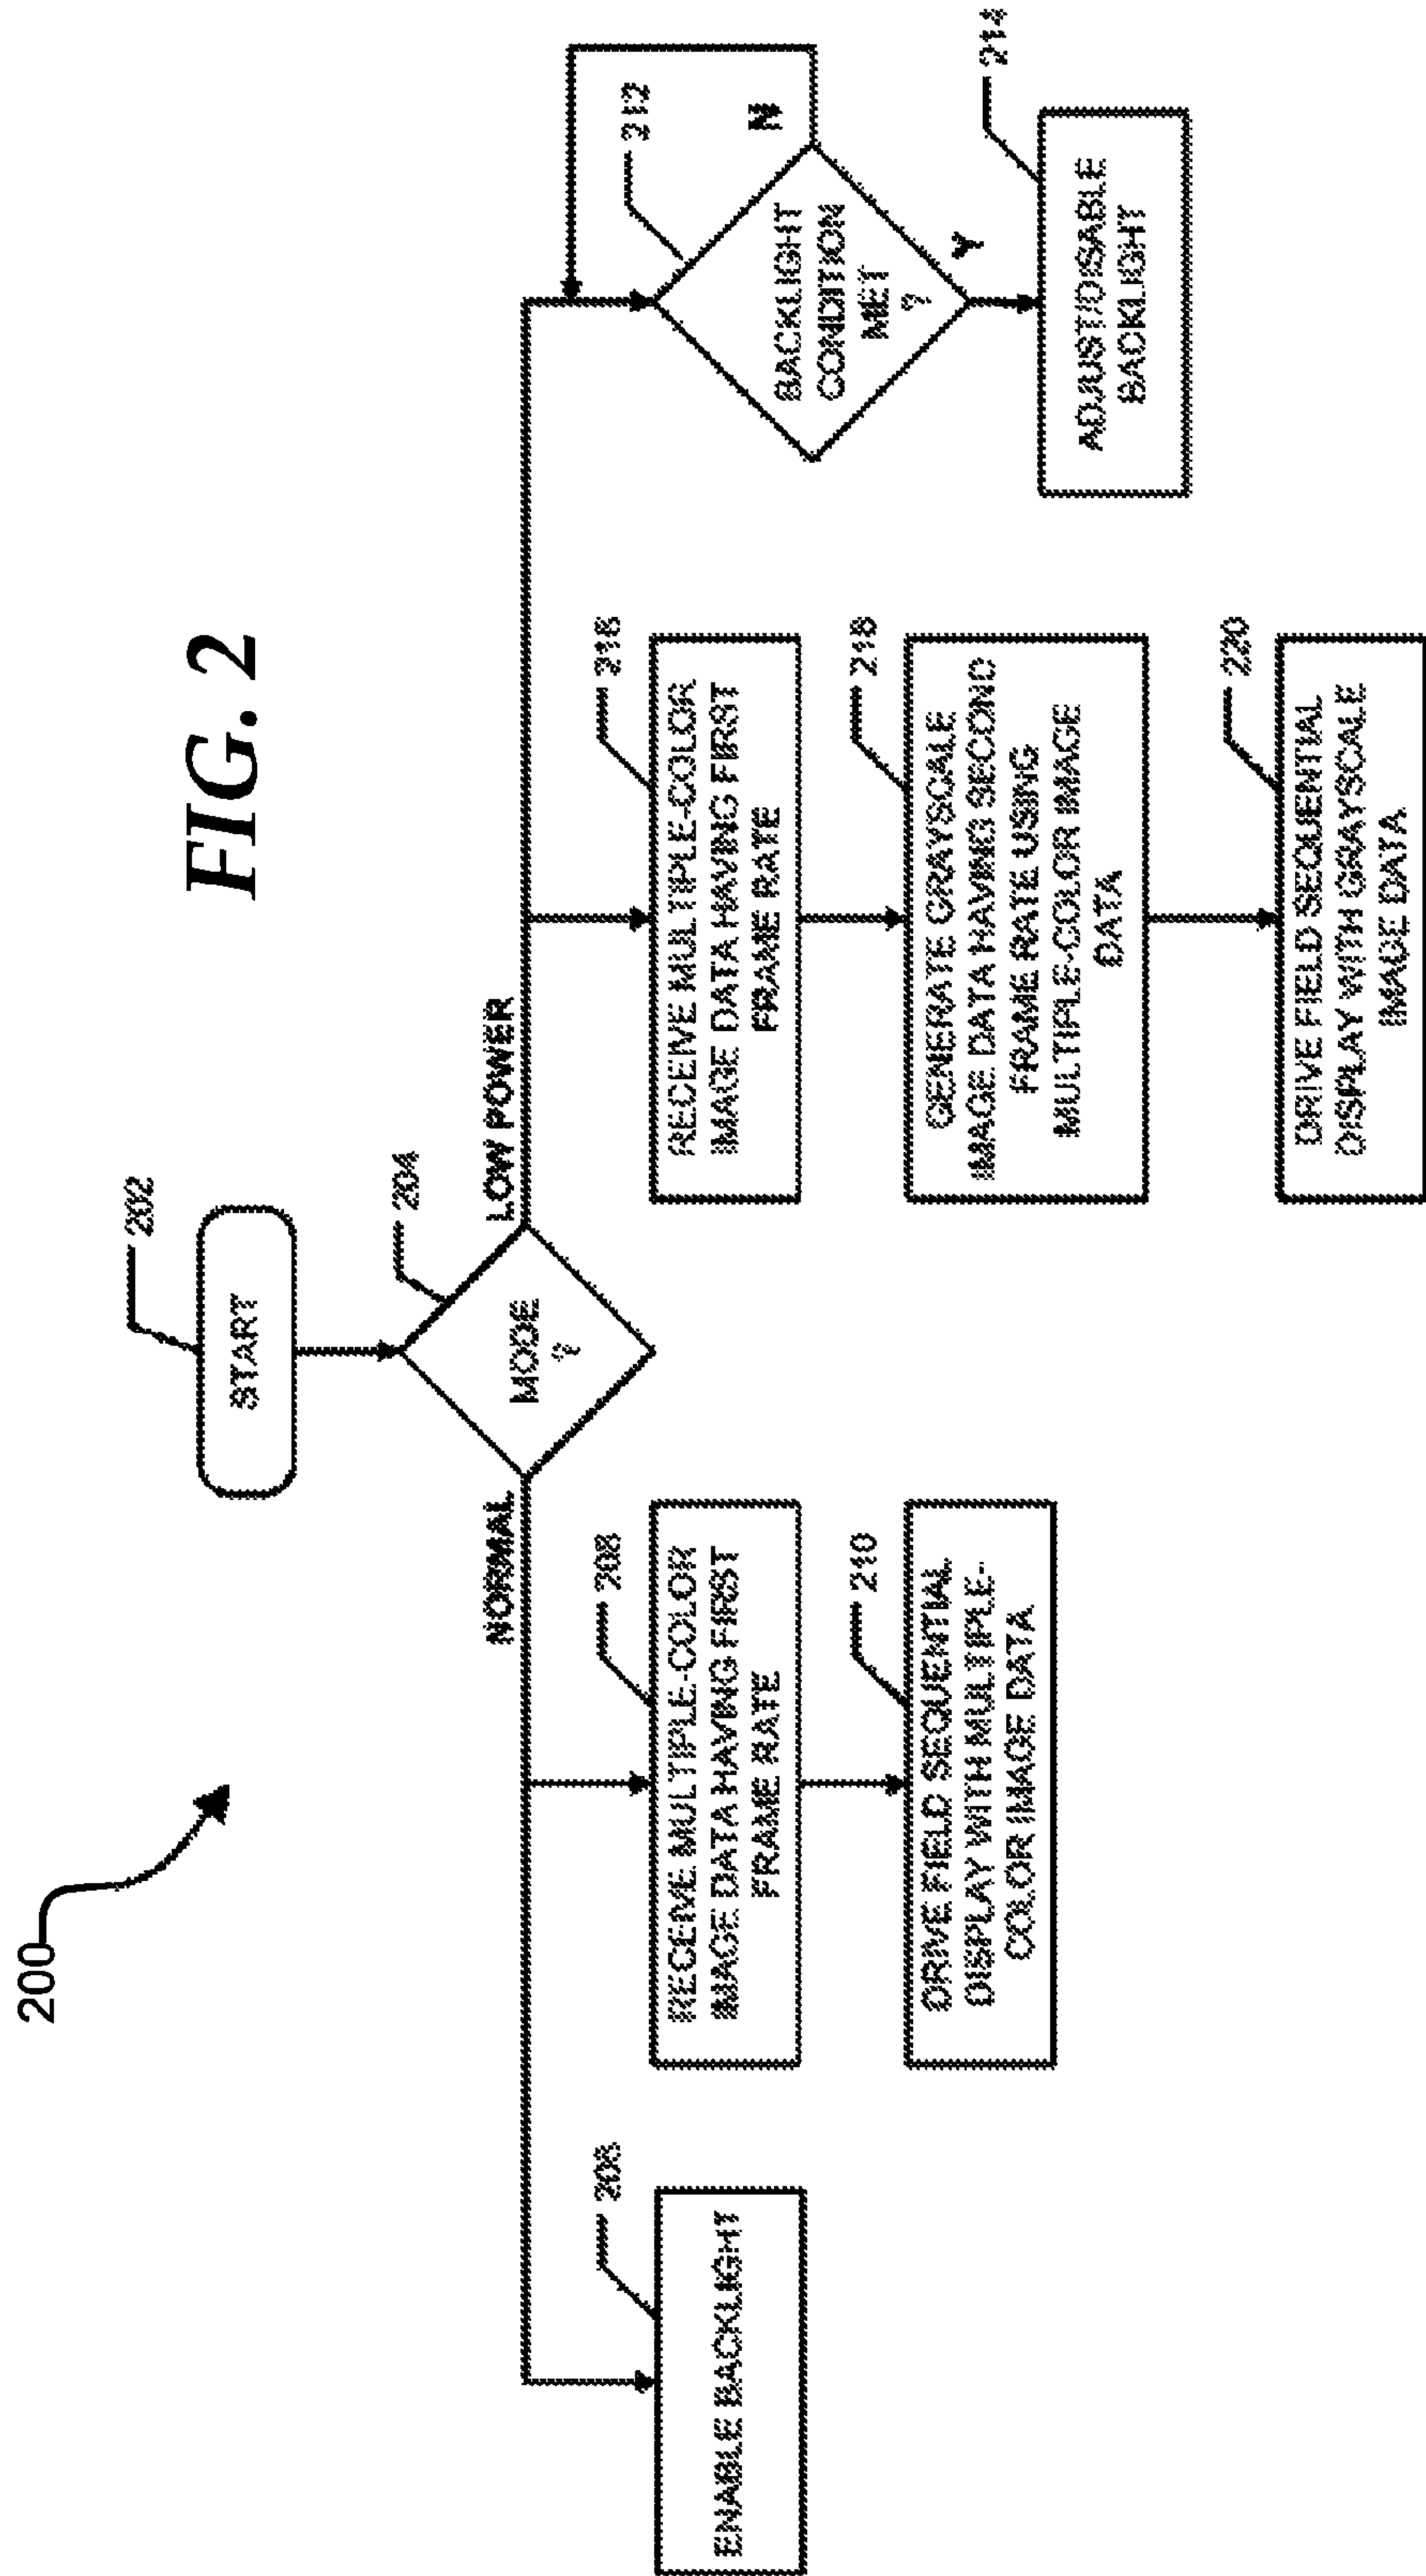 200
FIG. 2
202
START
204
MODE
?
NORMAL
LOW POWER
206
ENABLE BACKLIGHT
208
RECEIVE MULTIPLE-COLOR
IMAGE DATA HAVING FIRST
FRAME RATE
210
DRIVE FIELD SEQUENTIAL
DISPLAY WITH MULTIPLE-
COLOR IMAGE DATA
216
RECEIVE MULTIPLE-COLOR
IMAGE DATA HAVING FIRST
FRAME RATE
218
GENERATE GRAYSCALE
IMAGE DATA HAVING SECOND
FRAME RATE USING
MULTIPLE-COLOR IMAGE
DATA
220
DRIVE FIELD SEQUENTIAL
DISPLAY WITH GRAYSCALE
IMAGE DATA
212
BACKLIGHT
CONDITION
MET
?
N
Y
214
ADJUST/DISABLE
BACKLIGHT